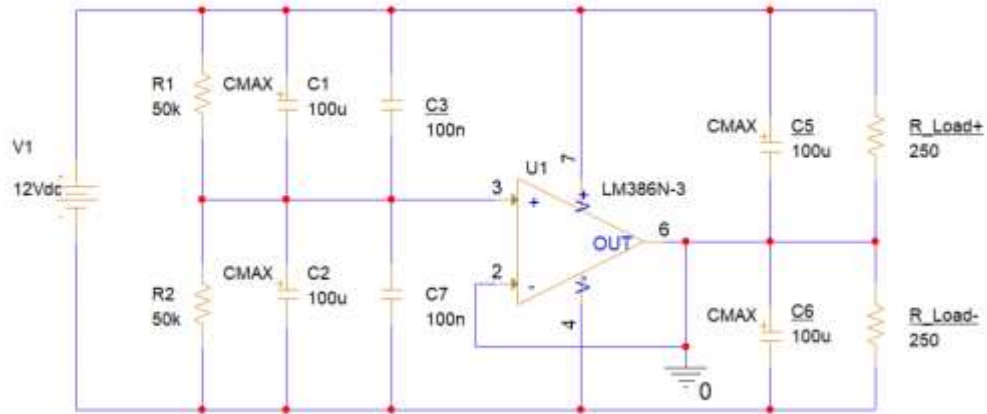 V1
12Vdc
R1
50k
CMAX
C1
100u
C3
100n
R2
50k
CMAX
C2
100u
C7
100n
U1
LM386N-3
3
+
2
-
7
V+
OUT
6
V-
4
0
CMAX
C5
100u
R_Load+
250
CMAX
C6
100u
R_Load-
250